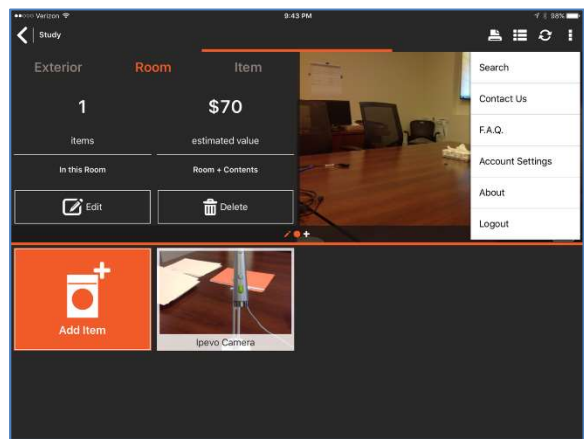 Verizon
9:43 PM
98%
Study
Exterior Room Item
1
items
In this Room
$70
estimated value
Room + Contents
Edit
Delete
Search
Contact Us
F.A.Q.
Account Settings
About
Logout
Add Item
Ipevo Camera